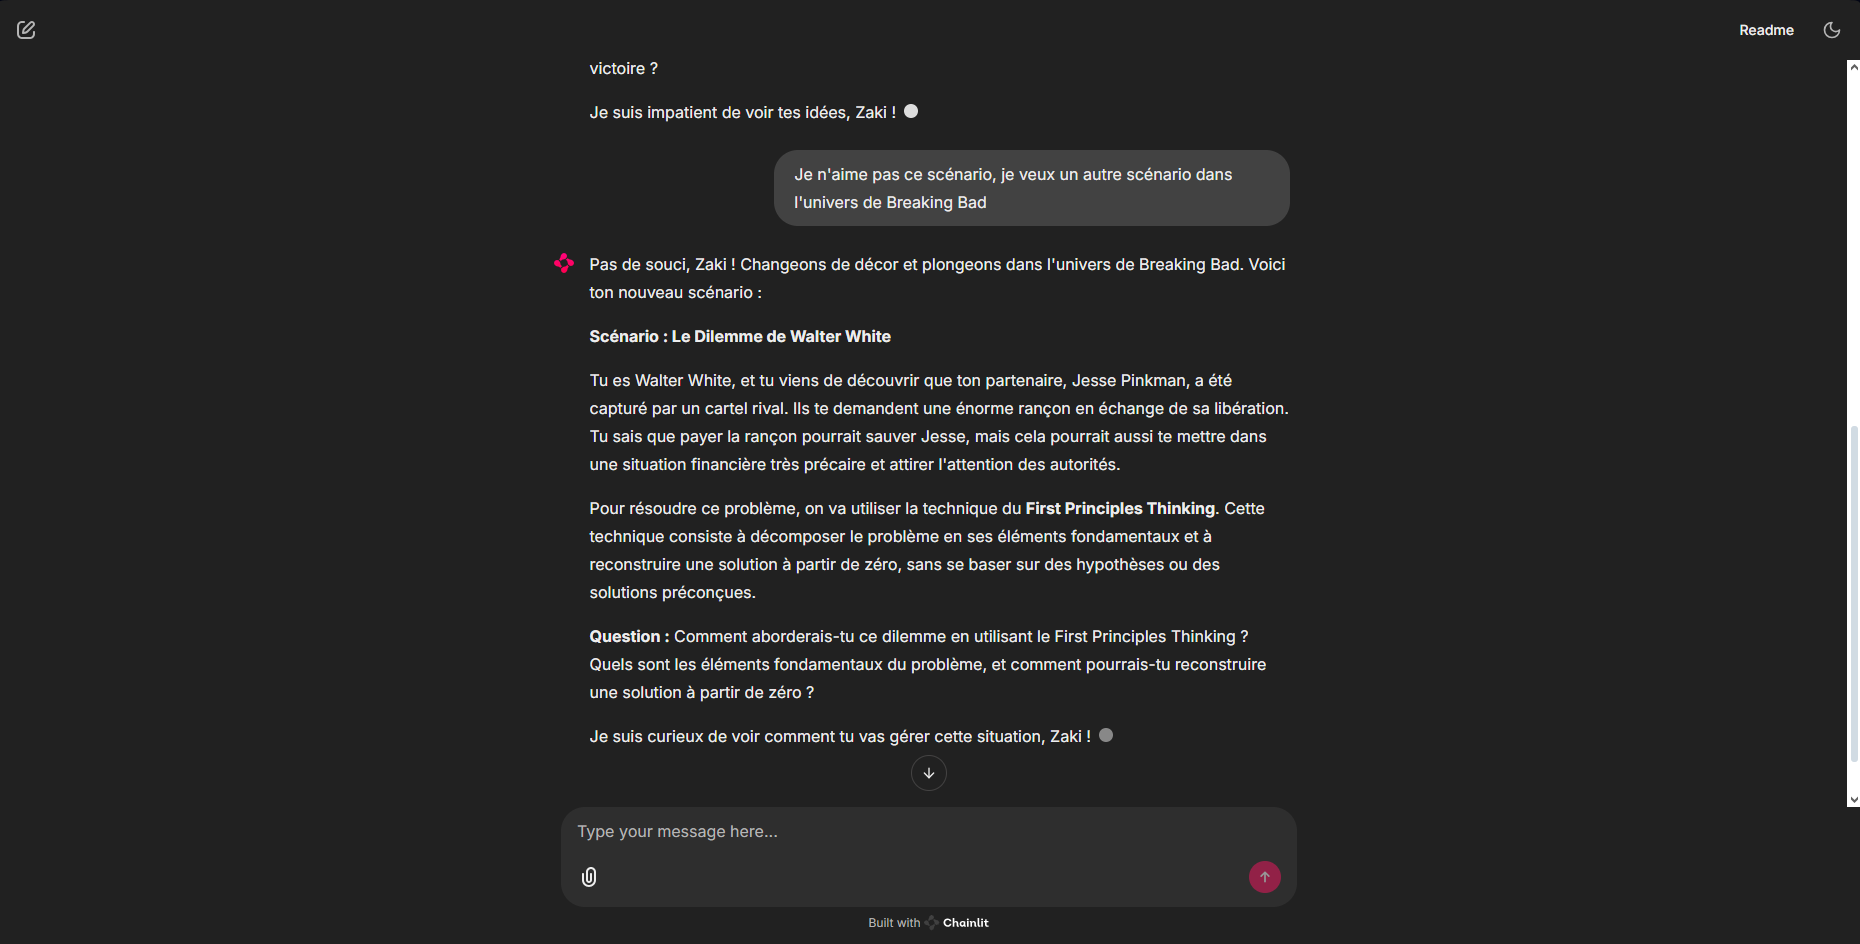 Readme
victoire ?
Je suis impatient de voir tes idées, Zaki !
Je n'aime pas ce scénario, je veux un autre scénario dans
l'univers de Breaking Bad
Pas de souci, Zaki ! Changeons de décor et plongeons dans l'univers de Breaking Bad. Voici
ton nouveau scénario :
Scénario : Le Dilemme de Walter White
Tu es Walter White, et tu viens de découvrir que ton partenaire, Jesse Pinkman, a été
capturé par un cartel rival. Ils te demandent une énorme rançon en échange de sa libération.
Tu sais que payer la rançon pourrait sauver Jesse, mais cela pourrait aussi te mettre dans
une situation financière très précaire et attirer l'attention des autorités.
Pour résoudre ce problème, on va utiliser la technique du First Principles Thinking. Cette
technique consiste à décomposer le problème en ses éléments fondamentaux et à
reconstruire une solution à partir de zéro, sans se baser sur des hypothèses ou des
solutions préconçues.
Question : Comment aborderais-tu ce dilemme en utilisant le First Principles Thinking ?
Quels sont les éléments fondamentaux du problème, et comment pourrais-tu reconstruire
une solution à partir de zéro ?
Je suis curieux de voir comment tu vas gérer cette situation, Zaki !
Type your message here...
Built with Chainlit